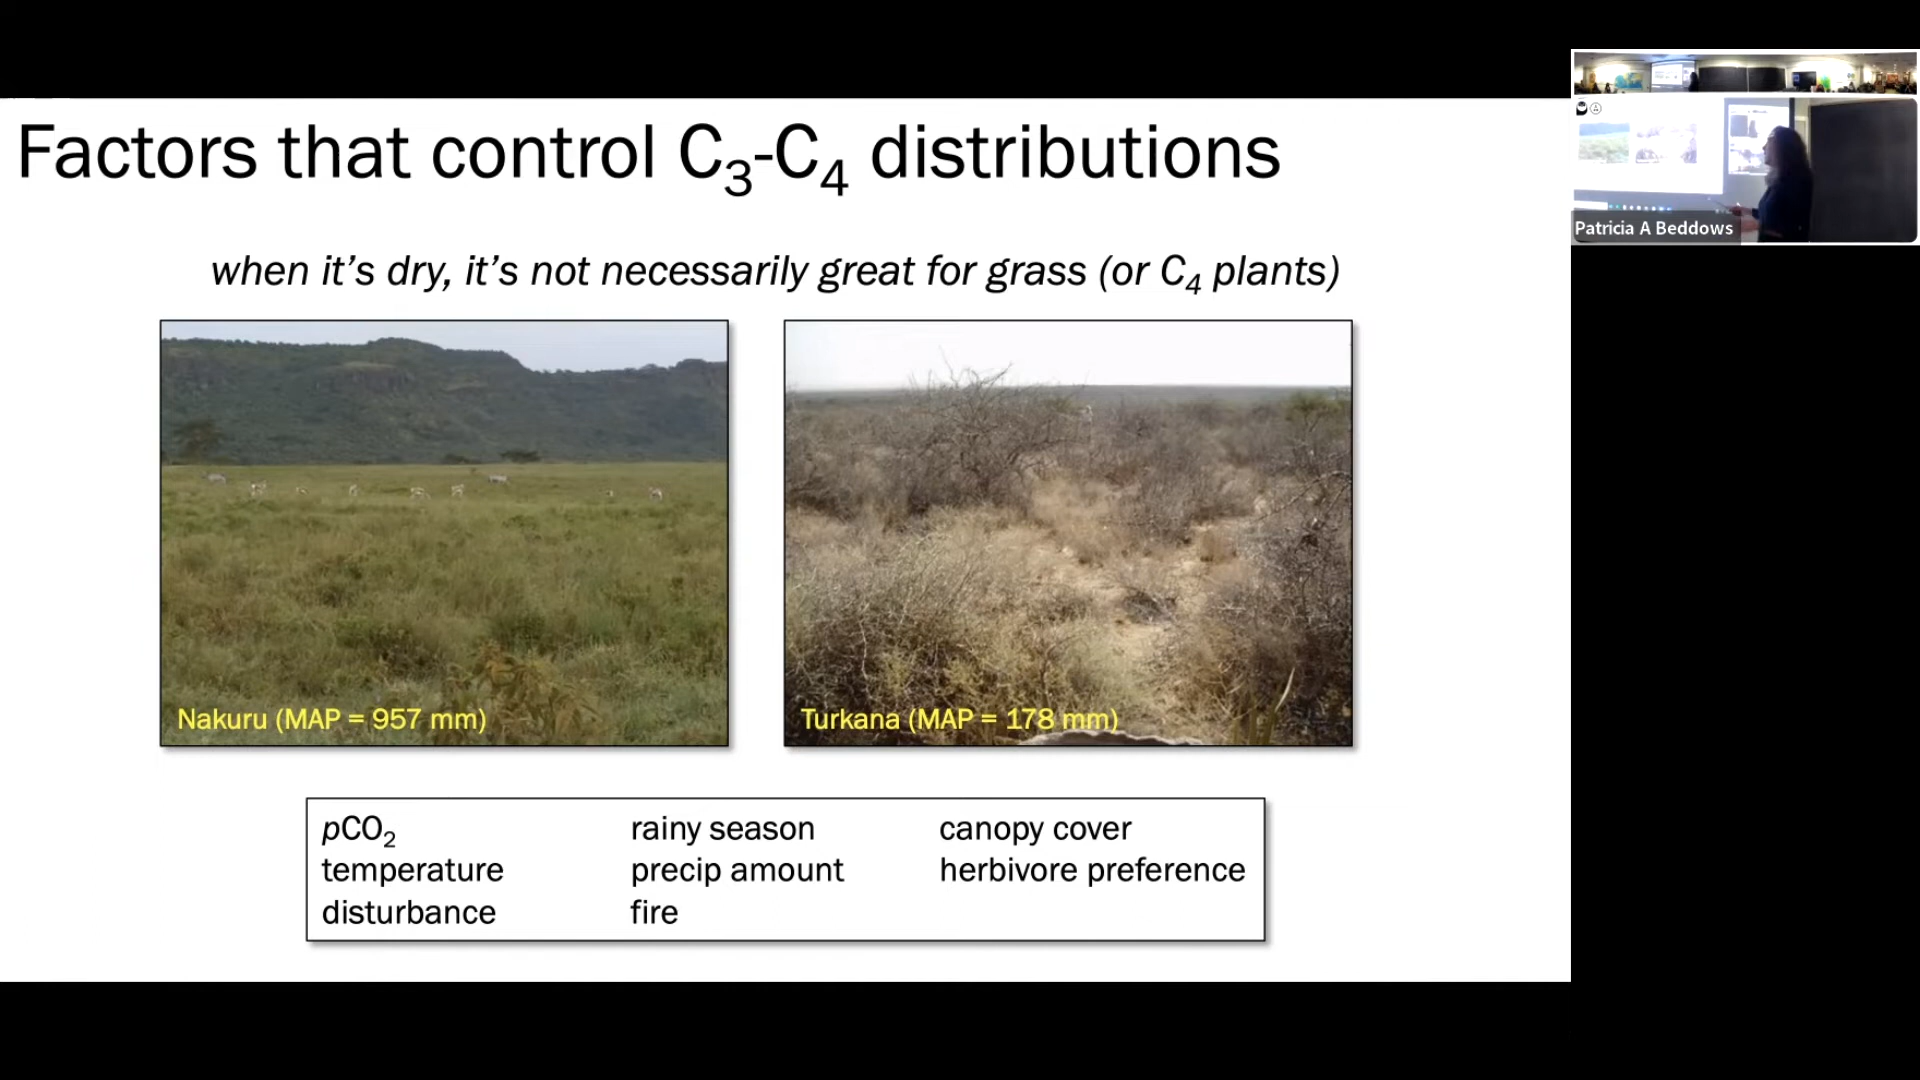 Factors that control C₃-C₄ distributions
when it's dry, it's not necessarily great for grass (or C₄ plants)
Nakuru (MAP = 957 mm)
Turkana (MAP = 178 mm)
pCO₂
temperature
disturbance
rainy season
precip amount
fire
canopy cover
herbivore preference
Patricia A Beddows